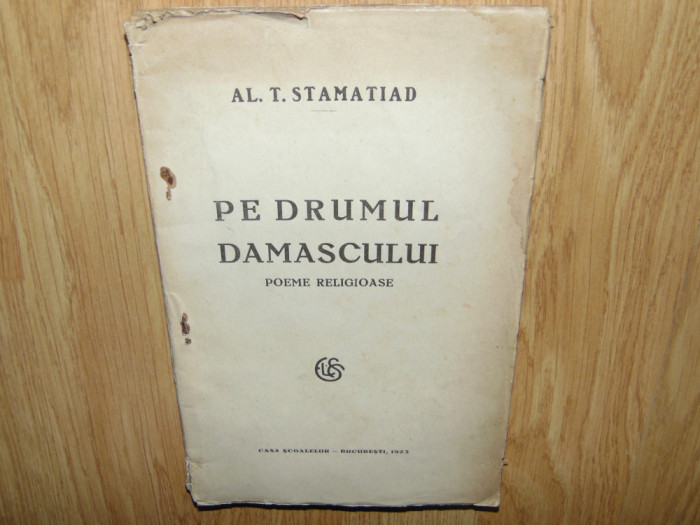 AL. T. STAMATIAD
PE DRUMUL
DAMASCULUI
POEME RELIGIOASE
CASA ȘCOALELOR — BUCUREȘTI, 1923